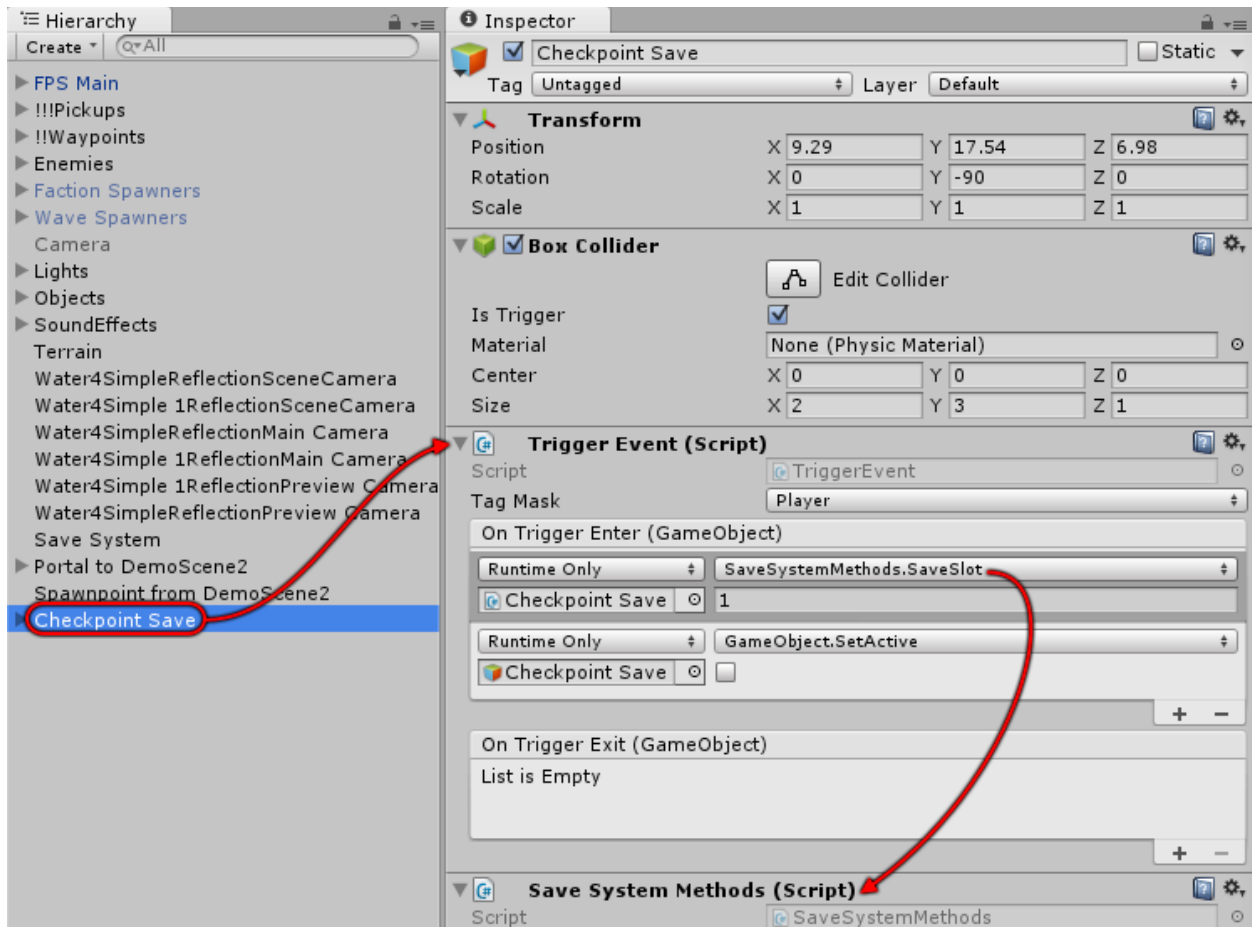 Hierarchy
Create
All
FPS Main
!!!Pickups
!!Waypoints
Enemies
Faction Spawners
Wave Spawners
Camera
Lights
Objects
SoundEffects
Terrain
Water4SimpleReflectionSceneCamera
Water4Simple 1ReflectionSceneCamera
Water4SimpleReflectionMain Camera
Water4Simple 1ReflectionMain Camera
Water4Simple 1ReflectionPreview Camera
Water4SimpleReflectionPreview Camera
Save System
Portal to DemoScene2
Spawnpoint from DemoScene2
Checkpoint Save
Inspector
Checkpoint Save Static
Tag Untagged Layer Default
Transform
Position X 9.29 Y 17.54 Z 6.98
Rotation X 0 Y -90 Z 0
Scale X 1 Y 1 Z 1
Box Collider
Edit Collider
Is Trigger
Material None (Physic Material)
Center X 0 Y 0 Z 0
Size X 2 Y 3 Z 1
Trigger Event (Script)
Script TriggerEvent
Tag Mask Player
On Trigger Enter (GameObject)
Runtime Only SaveSystemMethods.SaveSlot
Checkpoint Save 1
Runtime Only GameObject.SetActive
Checkpoint Save
+ −
On Trigger Exit (GameObject)
List is Empty
+ −
Save System Methods (Script)
Script SaveSystemMethods